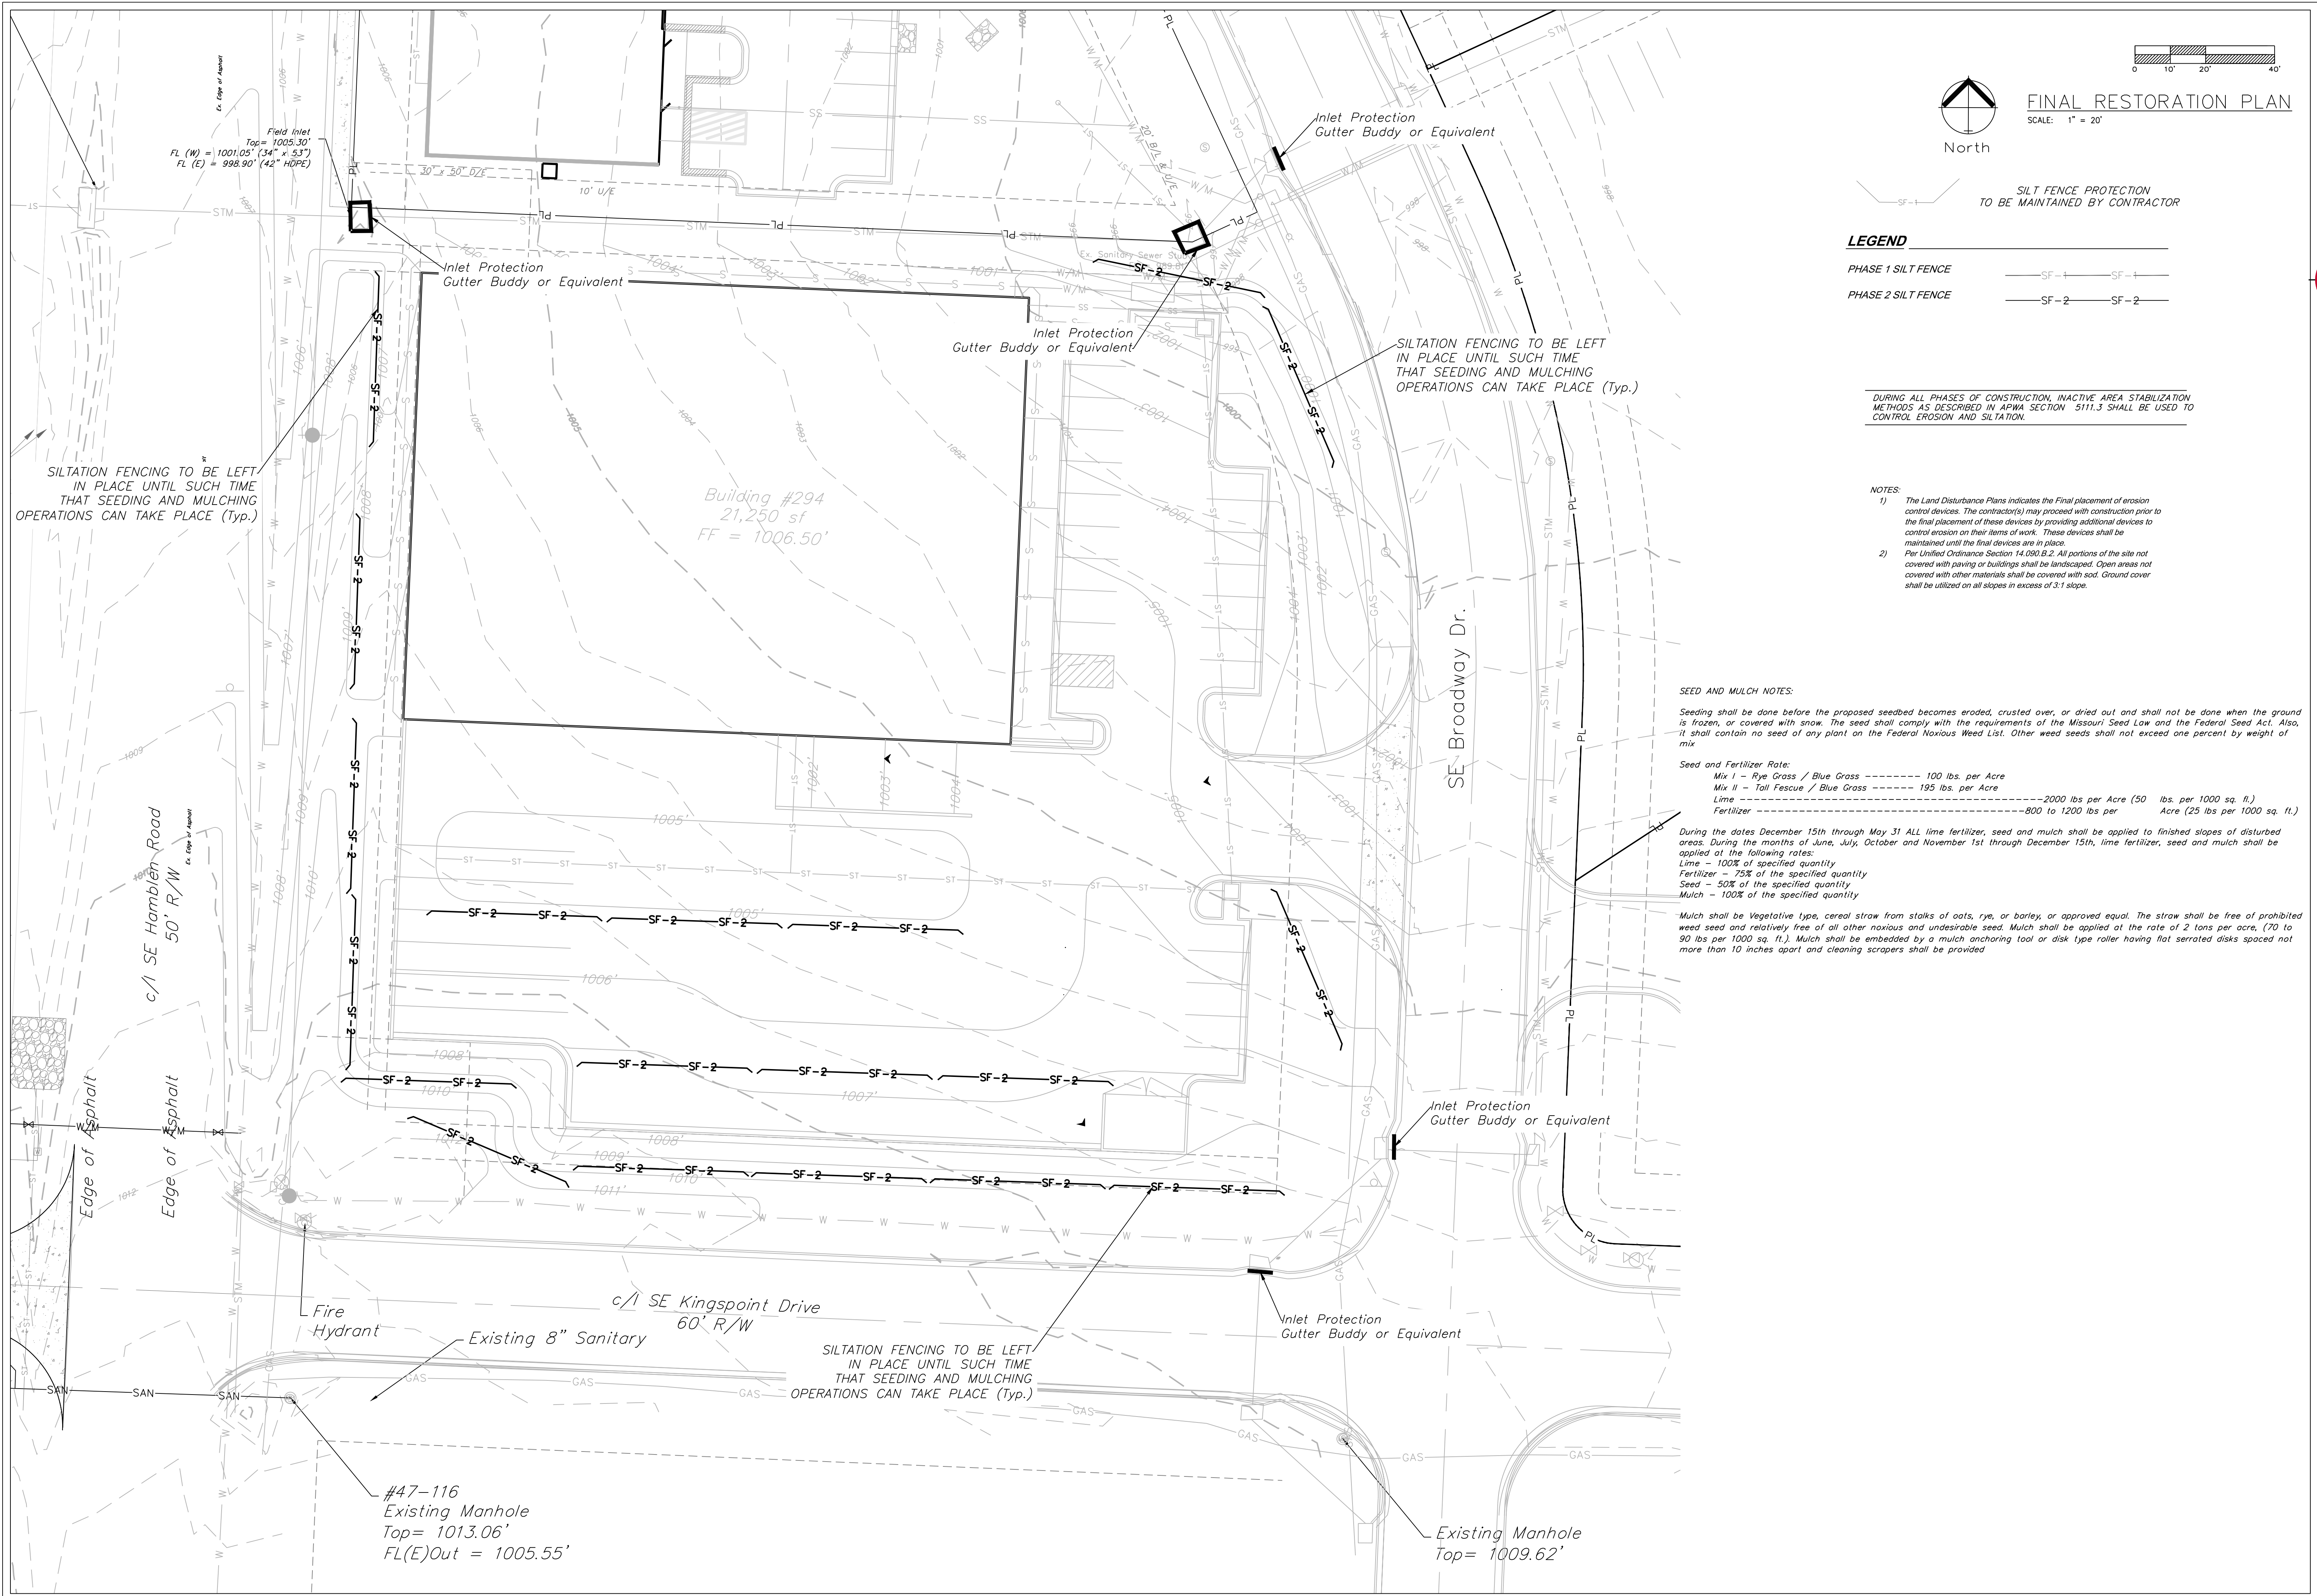 FINAL RESTORATION PLAN
SCALE: 1" = 20'
0 10' 20' 40'
North
SILT FENCE PROTECTION
TO BE MAINTAINED BY CONTRACTOR
SF-1
LEGEND
PHASE 1 SILT FENCE SF-1 SF-1
PHASE 2 SILT FENCE SF-2 SF-2
DURING ALL PHASES OF CONSTRUCTION, INACTIVE AREA STABILIZATION
METHODS AS DESCRIBED IN APWA SECTION 5111.3 SHALL BE USED TO
CONTROL EROSION AND SILTATION.
NOTES:
1) The Land Disturbance Plans indicates the Final placement of erosion
control devices. The contractor(s) may proceed with construction prior to
the final placement of these devices by providing additional devices to
control erosion on their items of work. These devices shall be
maintained until the final devices are in place.
2) Per Unified Ordinance Section 14.090.B.2. All portions of the site not
covered with paving or buildings shall be landscaped. Open areas not
covered with other materials shall be covered with sod. Ground cover
shall be utilized on all slopes in excess of 3:1 slope.
SEED AND MULCH NOTES:
Seeding shall be done before the proposed seedbed becomes eroded, crusted over, or dried out and shall not be done when the ground
is frozen, or covered with snow. The seed shall comply with the requirements of the Missouri Seed Law and the Federal Seed Act. Also,
it shall contain no seed of any plant on the Federal Noxious Weed List. Other weed seeds shall not exceed one percent by weight of
mix
Seed and Fertilizer Rate:
Mix I - Rye Grass / Blue Grass -------- 100 lbs. per Acre
Mix II - Tall Fescue / Blue Grass ------- 195 lbs. per Acre
Lime -------------------------------------------2000 lbs per Acre (50 lbs. per 1000 sq. fl.)
Fertilizer --------------------------------------800 to 1200 lbs per Acre (25 lbs per 1000 sq. ft.)
During the dates December 15th through May 31 ALL lime fertilizer, seed and mulch shall be applied to finished slopes of disturbed
areas. During the months of June, July, October and November 1st through December 15th, lime fertilizer, seed and mulch shall be
applied at the following rates:
Lime - 100% of specified quantity
Fertilizer - 75% of the specified quantity
Seed - 50% of the specified quantity
Mulch - 100% of the specified quantity
Mulch shall be Vegetative type, cereal straw from stalks of oats, rye, or barley, or approved equal. The straw shall be free of prohibited
weed seed and relatively free of all other noxious and undesirable seed. Mulch shall be applied at the rate of 2 tons per acre, (70 to
90 lbs per 1000 sq. ft.). Mulch shall be embedded by a mulch anchoring tool or disk type roller having flat serrated disks spaced not
more than 10 inches apart and cleaning scrapers shall be provided
Ex. Edge of Asphalt
Field Inlet
Top= 1005.30'
FL (W) = 1001.05' (34" x 53")
FL (E) = 998.90' (42" HDPE)
30' x 50' D/E
10' U/E
20' B/L & U/E
Inlet Protection
Gutter Buddy or Equivalent
Inlet Protection
Gutter Buddy or Equivalent
Inlet Protection
Gutter Buddy or Equivalent
SILTATION FENCING TO BE LEFT
IN PLACE UNTIL SUCH TIME
THAT SEEDING AND MULCHING
OPERATIONS CAN TAKE PLACE (Typ.)
SILTATION FENCING TO BE LEFT
IN PLACE UNTIL SUCH TIME
THAT SEEDING AND MULCHING
OPERATIONS CAN TAKE PLACE (Typ.)
Building #294
21,250 sf
FF = 1006.50'
SE Broadway Dr.
c/l SE Hamblen Road
50' R/W
Ex. Edge of Asphalt
Edge of Asphalt
Edge of Asphalt
Inlet Protection
Gutter Buddy or Equivalent
Fire
Hydrant
c/l SE Kingspoint Drive
60' R/W
Existing 8" Sanitary
Inlet Protection
Gutter Buddy or Equivalent
SILTATION FENCING TO BE LEFT
IN PLACE UNTIL SUCH TIME
THAT SEEDING AND MULCHING
OPERATIONS CAN TAKE PLACE (Typ.)
SAN SAN SAN
#47-116
Existing Manhole
Top= 1013.06'
FL(E)Out = 1005.55'
Existing Manhole
Top= 1009.62'